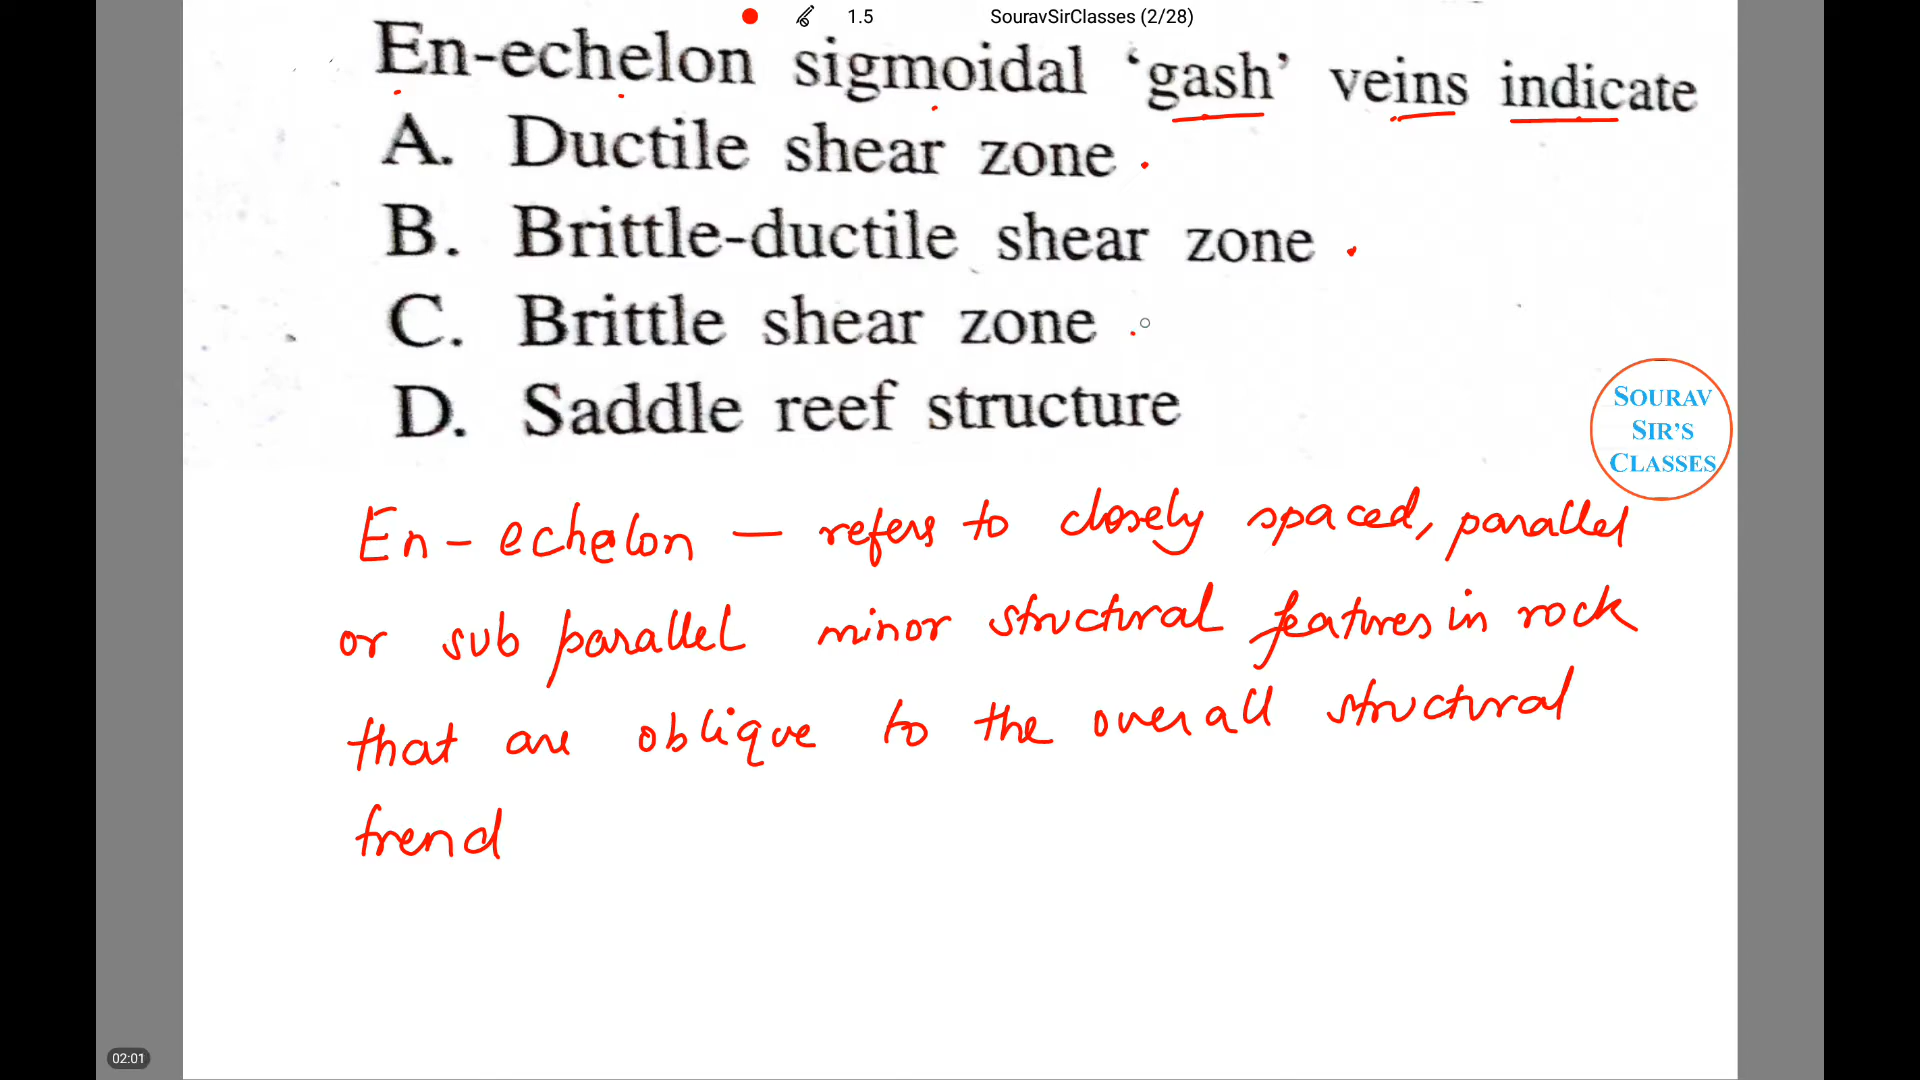 1.5 SouravSirClasses (2/28)
En-echelon sigmoidal ‘gash’ veins indicate
A. Ductile shear zone
B. Brittle-ductile shear zone
C. Brittle shear zone
D. Saddle reef structure
SOURAV
SIR'S
CLASSES
En-echelon — refers to closely spaced, parallel
or sub parallel minor structural features in rock
that are oblique to the overall structural
trend
02:01